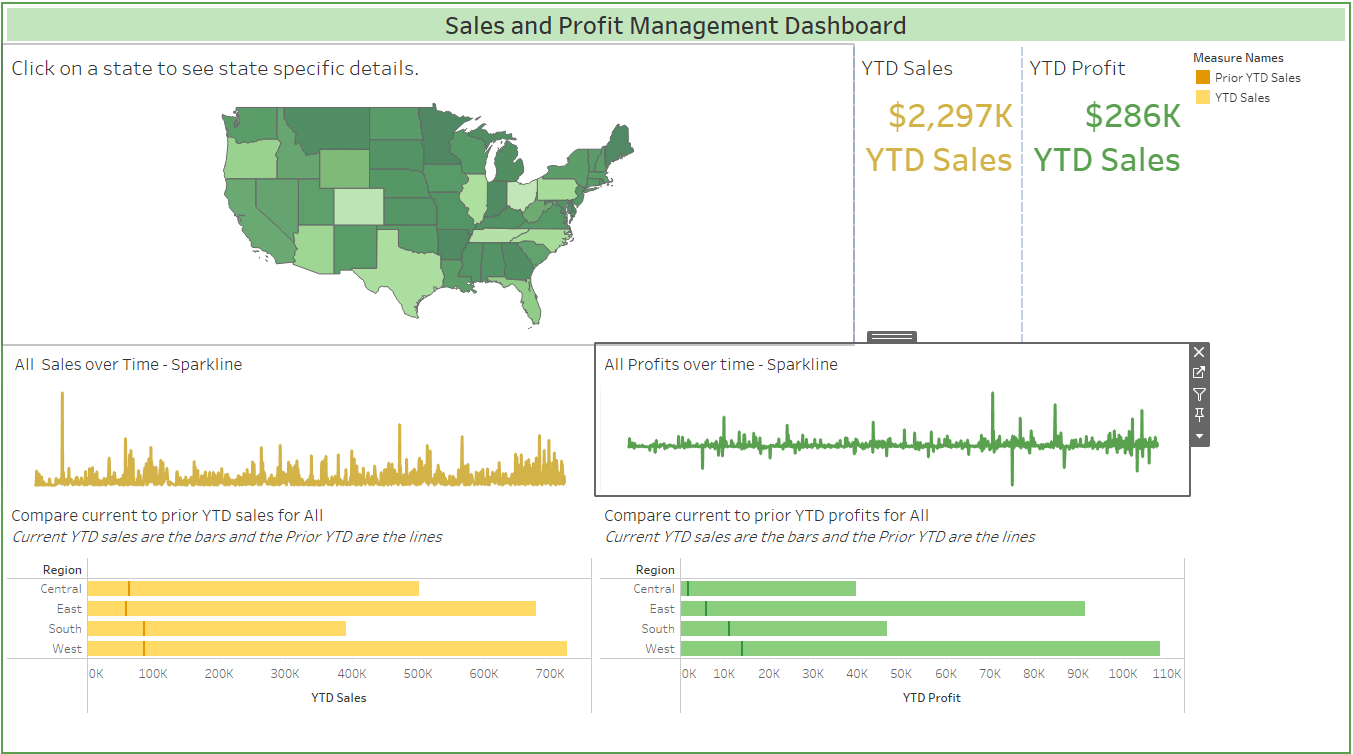 Sales and Profit Management Dashboard
Click on a state to see state specific details.
YTD Sales
$2,297K
YTD Sales
YTD Profit
$286K
YTD Sales
Measure Names
Prior YTD Sales
YTD Sales
All  Sales over Time - Sparkline
All Profits over time - Sparkline
Compare current to prior YTD sales for All
Current YTD sales are the bars and the Prior YTD are the lines
Region
Central
East
South
West
0K 100K 200K 300K 400K 500K 600K 700K
YTD Sales
Compare current to prior YTD profits for All
Current YTD sales are the bars and the Prior YTD are the lines
Region
Central
East
South
West
0K 10K 20K 30K 40K 50K 60K 70K 80K 90K 100K 110K
YTD Profit